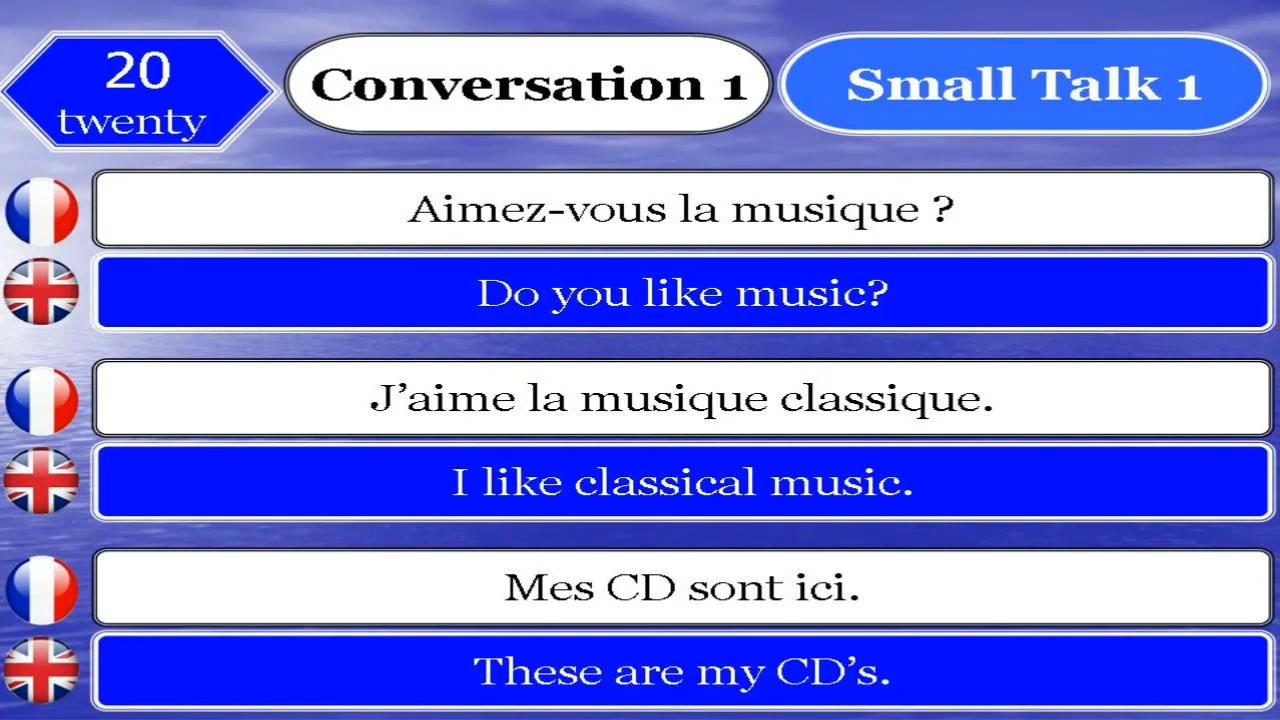 20
twenty
Conversation 1
Small Talk 1
Aimez-vous la musique ?
Do you like music?
J’aime la musique classique.
I like classical music.
Mes CD sont ici.
These are my CD’s.